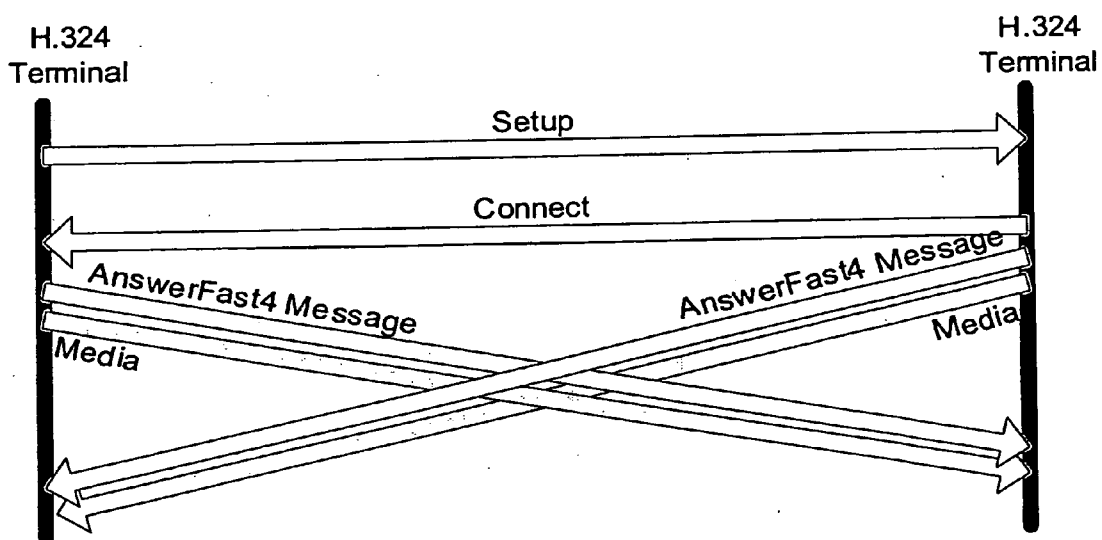 H.324
Terminal
H.324
Terminal
Setup
Connect
AnswerFast4 Message
AnswerFast4 Message
Media
Media